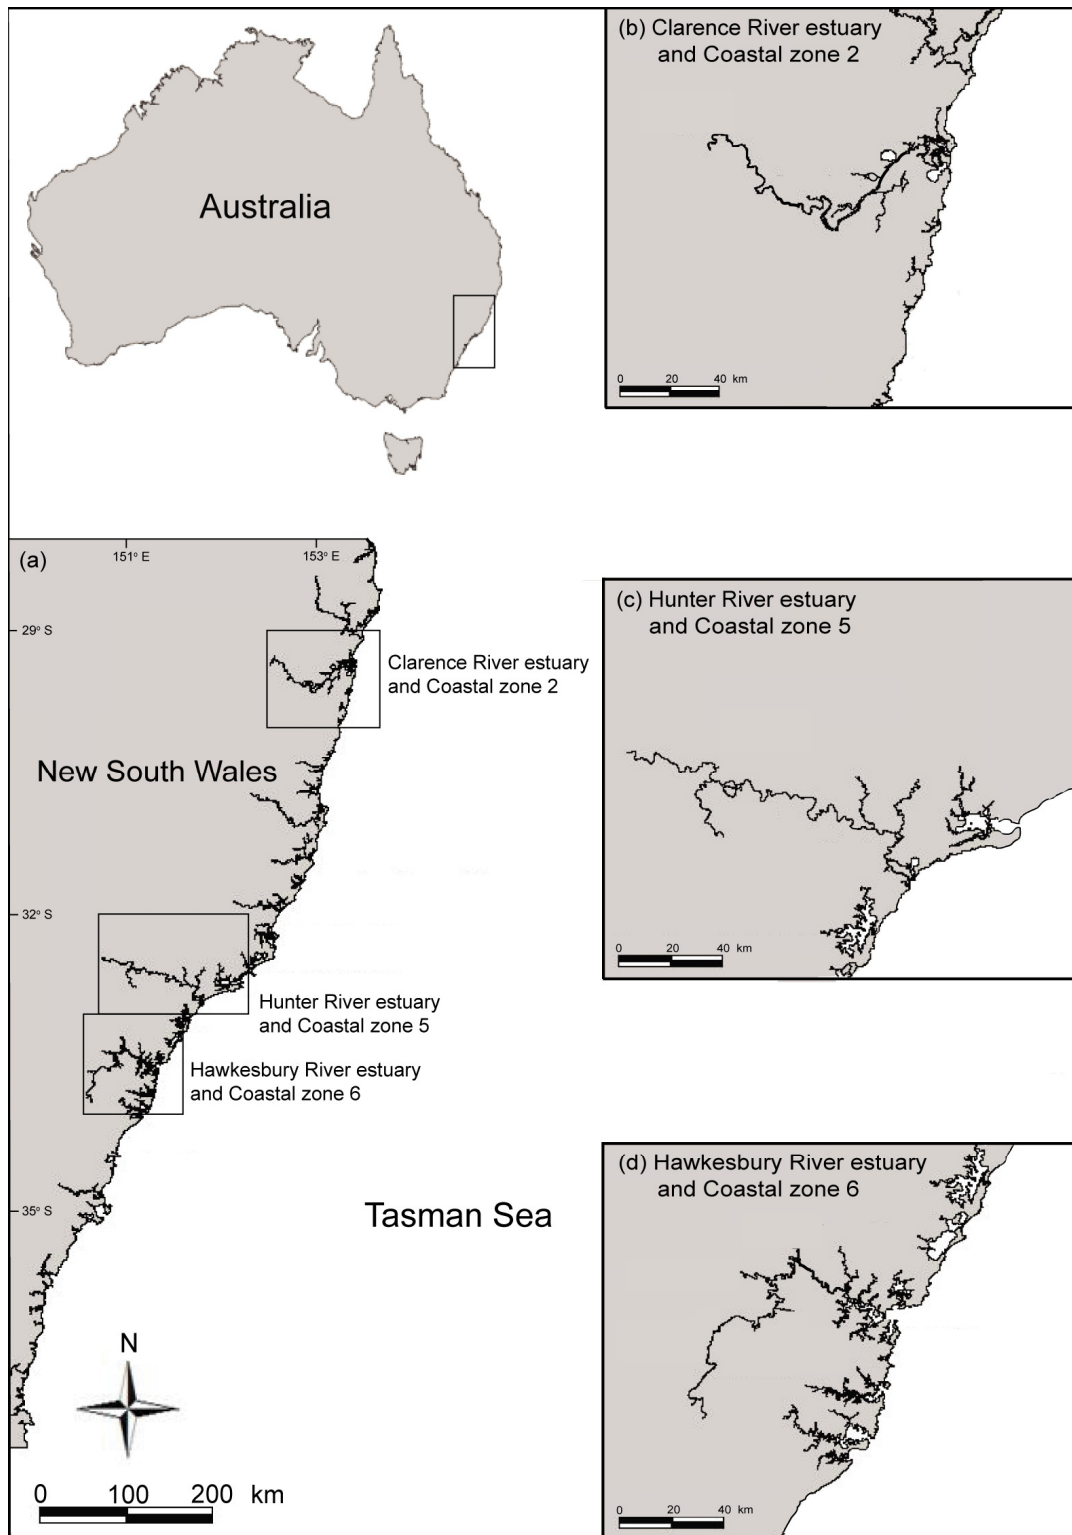 Australia
(b) Clarence River estuary
and Coastal zone 2
0 20 40 km
(a)
151° E
153° E
29° S
Clarence River estuary
and Coastal zone 2
New South Wales
32° S
Hunter River estuary
and Coastal zone 5
Hawkesbury River estuary
and Coastal zone 6
35° S
Tasman Sea
N
0 100 200 km
(c) Hunter River estuary
and Coastal zone 5
0 20 40 km
(d) Hawkesbury River estuary
and Coastal zone 6
0 20 40 km